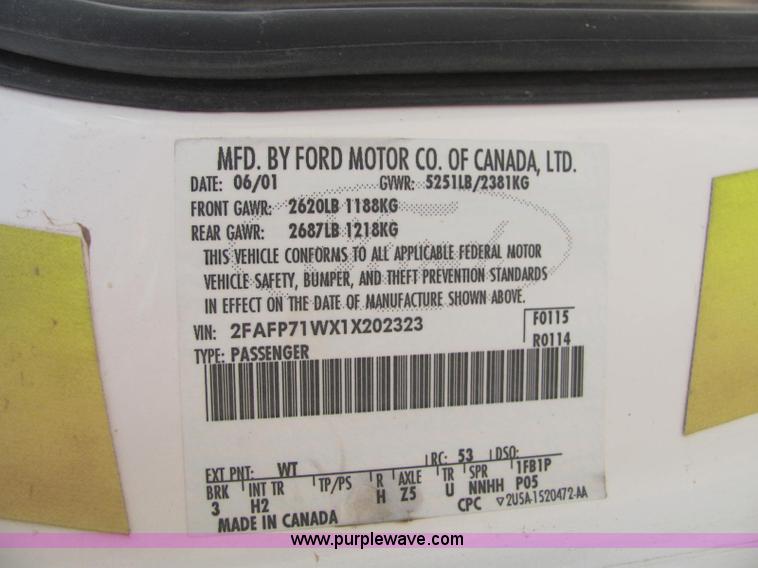 MFD. BY FORD MOTOR CO. OF CANADA, LTD.
DATE: 06/01 GVWR: 5251LB/2381KG
FRONT GAWR: 2620LB 1188KG
REAR GAWR: 2687LB 1218KG
THIS VEHICLE CONFORMS TO ALL APPLICABLE FEDERAL MOTOR
VEHICLE SAFETY, BUMPER, AND THEFT PREVENTION STANDARDS
IN EFFECT ON THE DATE OF MANUFACTURE SHOWN ABOVE.
VIN: 2FAFP71WX1X202323 F0115
TYPE: PASSENGER R0114
EXT PNT: WT RC: 53 DSO:
BRK INT TR TP/PS R AXLE TR SPR 1FB1P
3 H2 H Z5 U NNHH P05
MADE IN CANADA CPC ▽2U5A-1520472-AA
www.purplewave.com